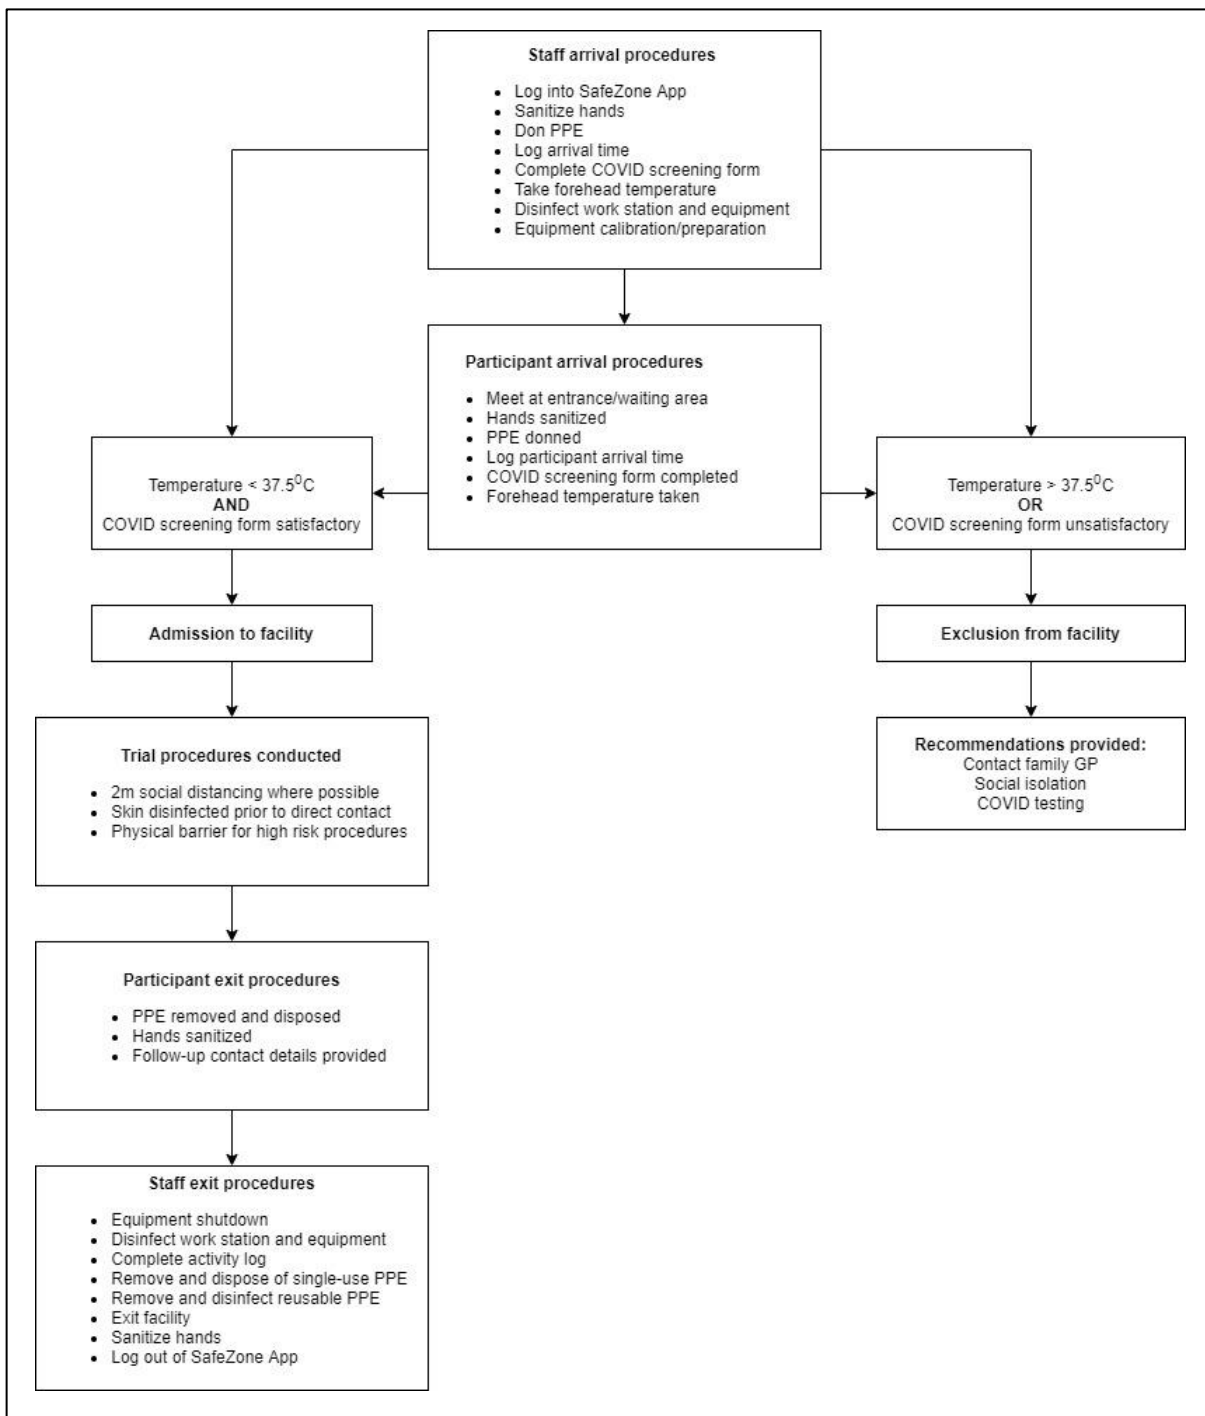 Staff arrival procedures
• Log into SafeZone App
• Sanitize hands
• Don PPE
• Log arrival time
• Complete COVID screening form
• Take forehead temperature
• Disinfect work station and equipment
• Equipment calibration/preparation
Participant arrival procedures
• Meet at entrance/waiting area
• Hands sanitized
• PPE donned
• Log participant arrival time
• COVID screening form completed
• Forehead temperature taken
Temperature < 37.5⁰C
AND
COVID screening form satisfactory
Temperature > 37.5⁰C
OR
COVID screening form unsatisfactory
Admission to facility
Exclusion from facility
Trial procedures conducted
• 2m social distancing where possible
• Skin disinfected prior to direct contact
• Physical barrier for high risk procedures
Recommendations provided:
Contact family GP
Social isolation
COVID testing
Participant exit procedures
• PPE removed and disposed
• Hands sanitized
• Follow-up contact details provided
Staff exit procedures
• Equipment shutdown
• Disinfect work station and equipment
• Complete activity log
• Remove and dispose of single-use PPE
• Remove and disinfect reusable PPE
• Exit facility
• Sanitize hands
• Log out of SafeZone App